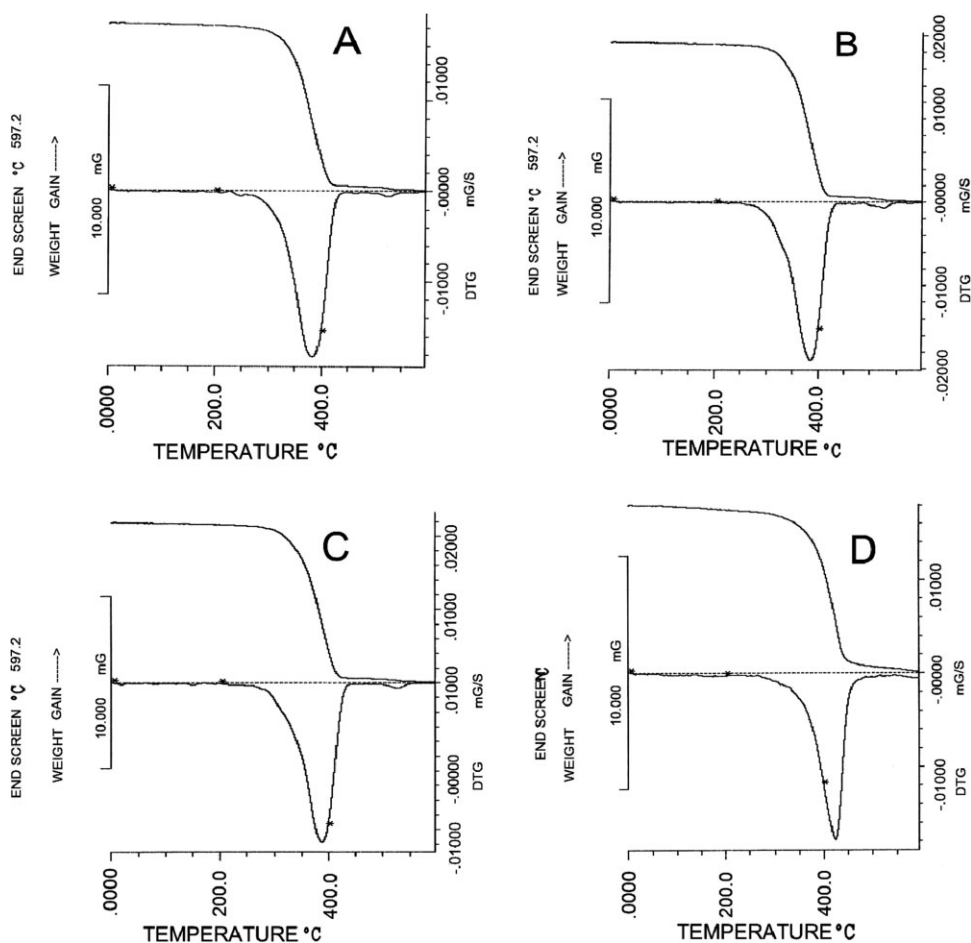 A
END SCREEN °C 597.2
WEIGHT GAIN ----->
10.000 mG
.01000
-.00000
-.01000
DTG mG/S
.0000
200.0
400.0
TEMPERATURE °C
B
END SCREEN °C 597.2
WEIGHT GAIN ----->
10.000 mG
.02000
.01000
-.00000
-.01000
-.02000
DTG mG/S
.0000
200.0
400.0
TEMPERATURE °C
C
END SCREEN °C 597.2
WEIGHT GAIN ----->
10.000 mG
.02000
.01000
.01000
-.00000
-.01000
DTG mG/S
.0000
200.0
400.0
TEMPERATURE °C
D
END SCREEN °C
WEIGHT GAIN ----->
10.000 mG
.01000
-.00000
-.01000
DTG mG/S
.0000
200.0
400.0
TEMPERATURE °C